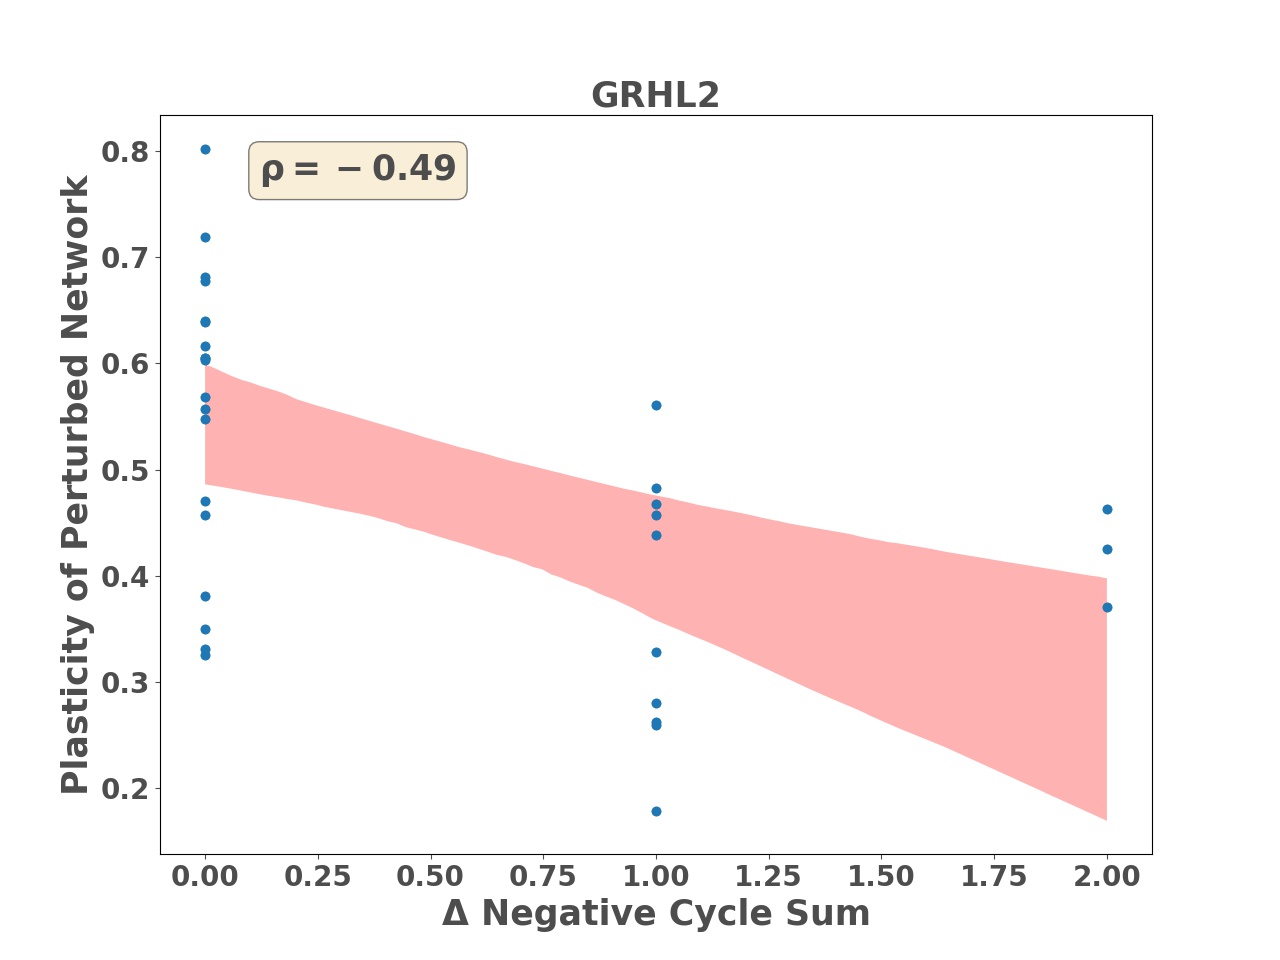 GRHL2
ρ = − 0.49
Plasticity of Perturbed Network
0.8
0.7
0.6
0.5
0.4
0.3
0.2
0.00 0.25 0.50 0.75 1.00 1.25 1.50 1.75 2.00
Δ Negative Cycle Sum